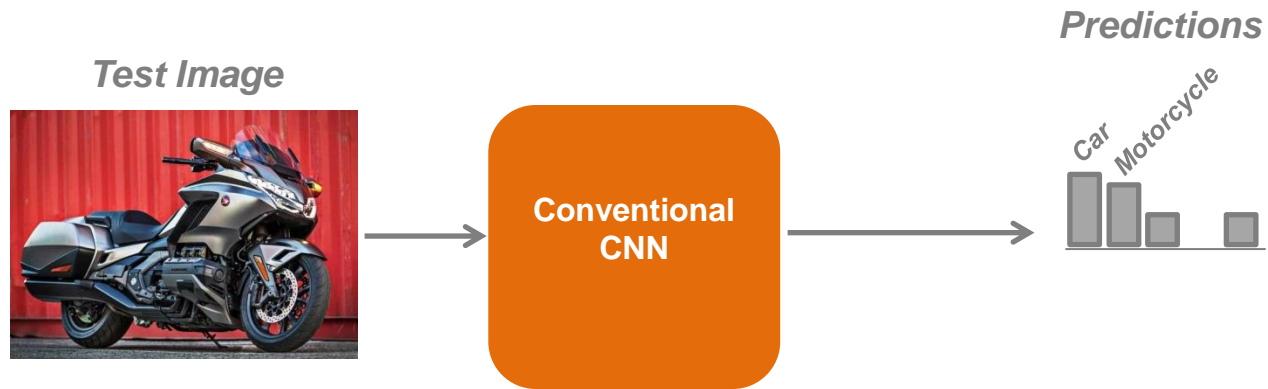 Predictions
Test Image
Car
Motorcycle
Conventional
CNN